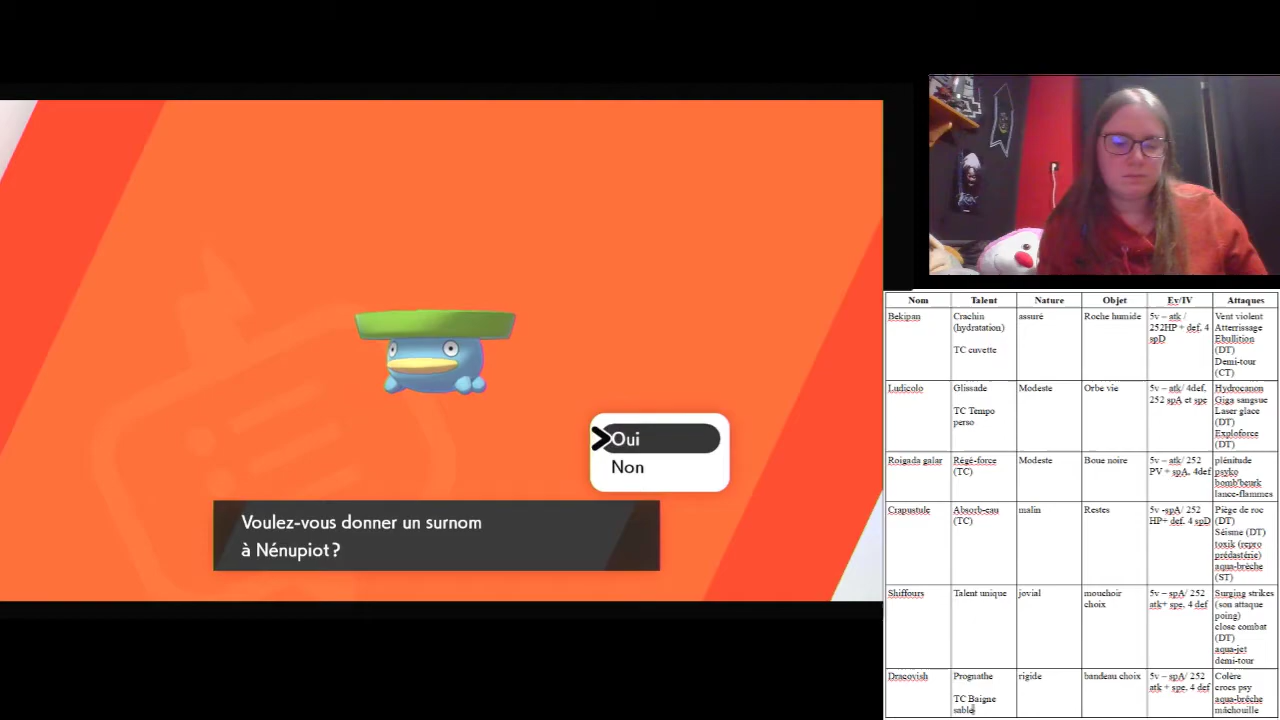 Oui
Non
Voulez-vous donner un surnom
à Nénupiot ?
Nom Talent Nature Objet Ev/IV Attaques
Bekipan
Crachin
(hydratation)
TC cuvette
assuré
Roche humide
5v – atk /
252HP + def. 4
spD
Vent violent
Atterrissage
Ebullition
(DT)
Demi-tour
(CT)
Ludicolo
Glissade
TC Tempo
perso
Modeste
Orbe vie
5v – atk/ 4def,
252 spA et spe
Hydrocanon
Giga sangsue
Laser glace
(DT)
Exploforce
(DT)
Roigada galar
Régé-force
(TC)
Modeste
Boue noire
5v – atk/ 252
PV + spA, 4def
plénitude
psyko
bomb'beurk
lance-flammes
Crapustule
Absorb-eau
(TC)
malin
Restes
5v -spA/ 252
HP+ def. 4 spD
Piège de roc
(DT)
Séisme (DT)
toxik (repro
prédastérie)
aqua-brèche
(ST)
Shiffours
Talent unique
jovial
mouchoir
choix
5v – spA/ 252
atk+ spe, 4 def
Surging strikes
(son attaque
poing)
close combat
(DT)
aqua-jet
demi-tour
Dracovish
Prognathe
TC Baigne
sable
rigide
bandeau choix
5v – spA/ 252
atk + spe, 4 def
Colère
crocs psy
aqua-brèche
mâchouille